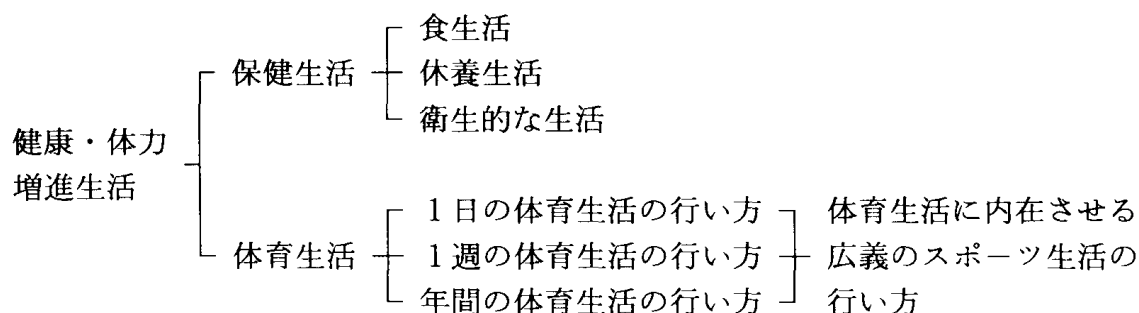 健康・体力
増進生活
保健生活
食生活
休養生活
衛生的な生活
体育生活
1日の体育生活の行い方
1週の体育生活の行い方
年間の体育生活の行い方
体育生活に内在させる
広義のスポーツ生活の
行い方